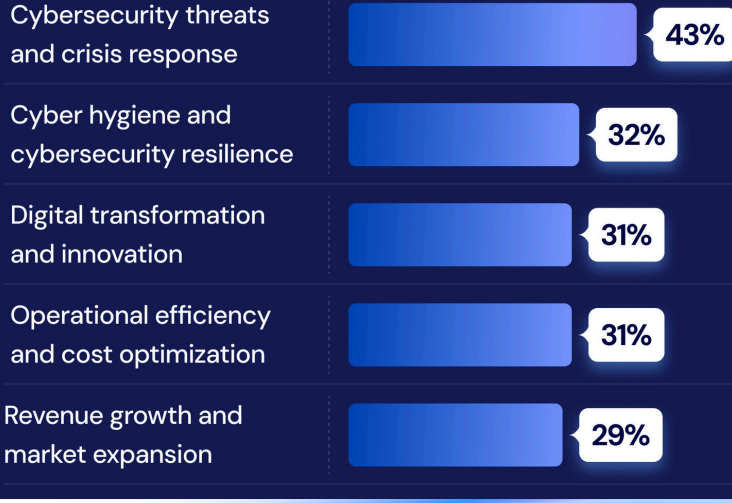 Cybersecurity threats
and crisis response
43%
Cyber hygiene and
cybersecurity resilience
32%
Digital transformation
and innovation
31%
Operational efficiency
and cost optimization
31%
Revenue growth and
market expansion
29%